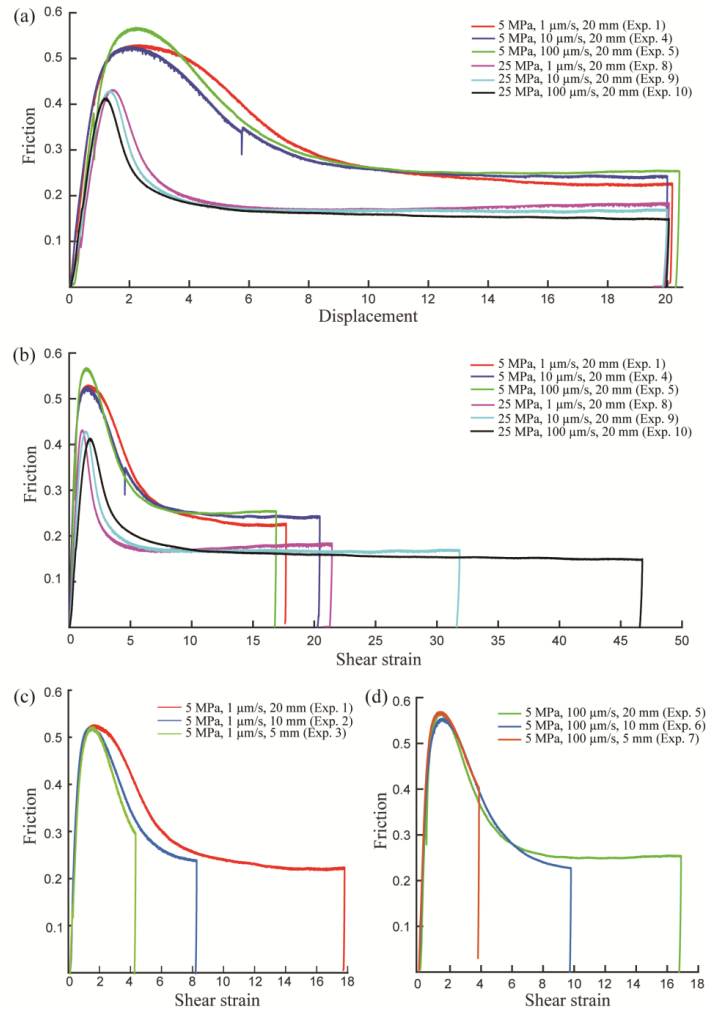 (a)
0.6
0.5
0.4
0.3
0.2
0.1
Friction
5 MPa, 1 µm/s, 20 mm (Exp. 1)
5 MPa, 10 µm/s, 20 mm (Exp. 4)
5 MPa, 100 µm/s, 20 mm (Exp. 5)
25 MPa, 1 µm/s, 20 mm (Exp. 8)
25 MPa, 10 µm/s, 20 mm (Exp. 9)
25 MPa, 100 µm/s, 20 mm (Exp. 10)
0 2 4 6 8 10 12 14 16 18 20
Displacement
(b)
0.6
0.5
0.4
0.3
0.2
0.1
Friction
5 MPa, 1 µm/s, 20 mm (Exp. 1)
5 MPa, 10 µm/s, 20 mm (Exp. 4)
5 MPa, 100 µm/s, 20 mm (Exp. 5)
25 MPa, 1 µm/s, 20 mm (Exp. 8)
25 MPa, 10 µm/s, 20 mm (Exp. 9)
25 MPa, 100 µm/s, 20 mm (Exp. 10)
0 5 10 15 20 25 30 35 40 45 50
Shear strain
(c)
0.6
0.5
0.4
0.3
0.2
0.1
Friction
5 MPa, 1 µm/s, 20 mm (Exp. 1)
5 MPa, 1 µm/s, 10 mm (Exp. 2)
5 MPa, 1 µm/s, 5 mm (Exp. 3)
0 2 4 6 8 10 12 14 16 18
Shear strain
(d)
0.6
0.5
0.4
0.3
0.2
0.1
Friction
5 MPa, 100 µm/s, 20 mm (Exp. 5)
5 MPa, 100 µm/s, 10 mm (Exp. 6)
5 MPa, 100 µm/s, 5 mm (Exp. 7)
0 2 4 6 8 10 12 14 16 18
Shear strain